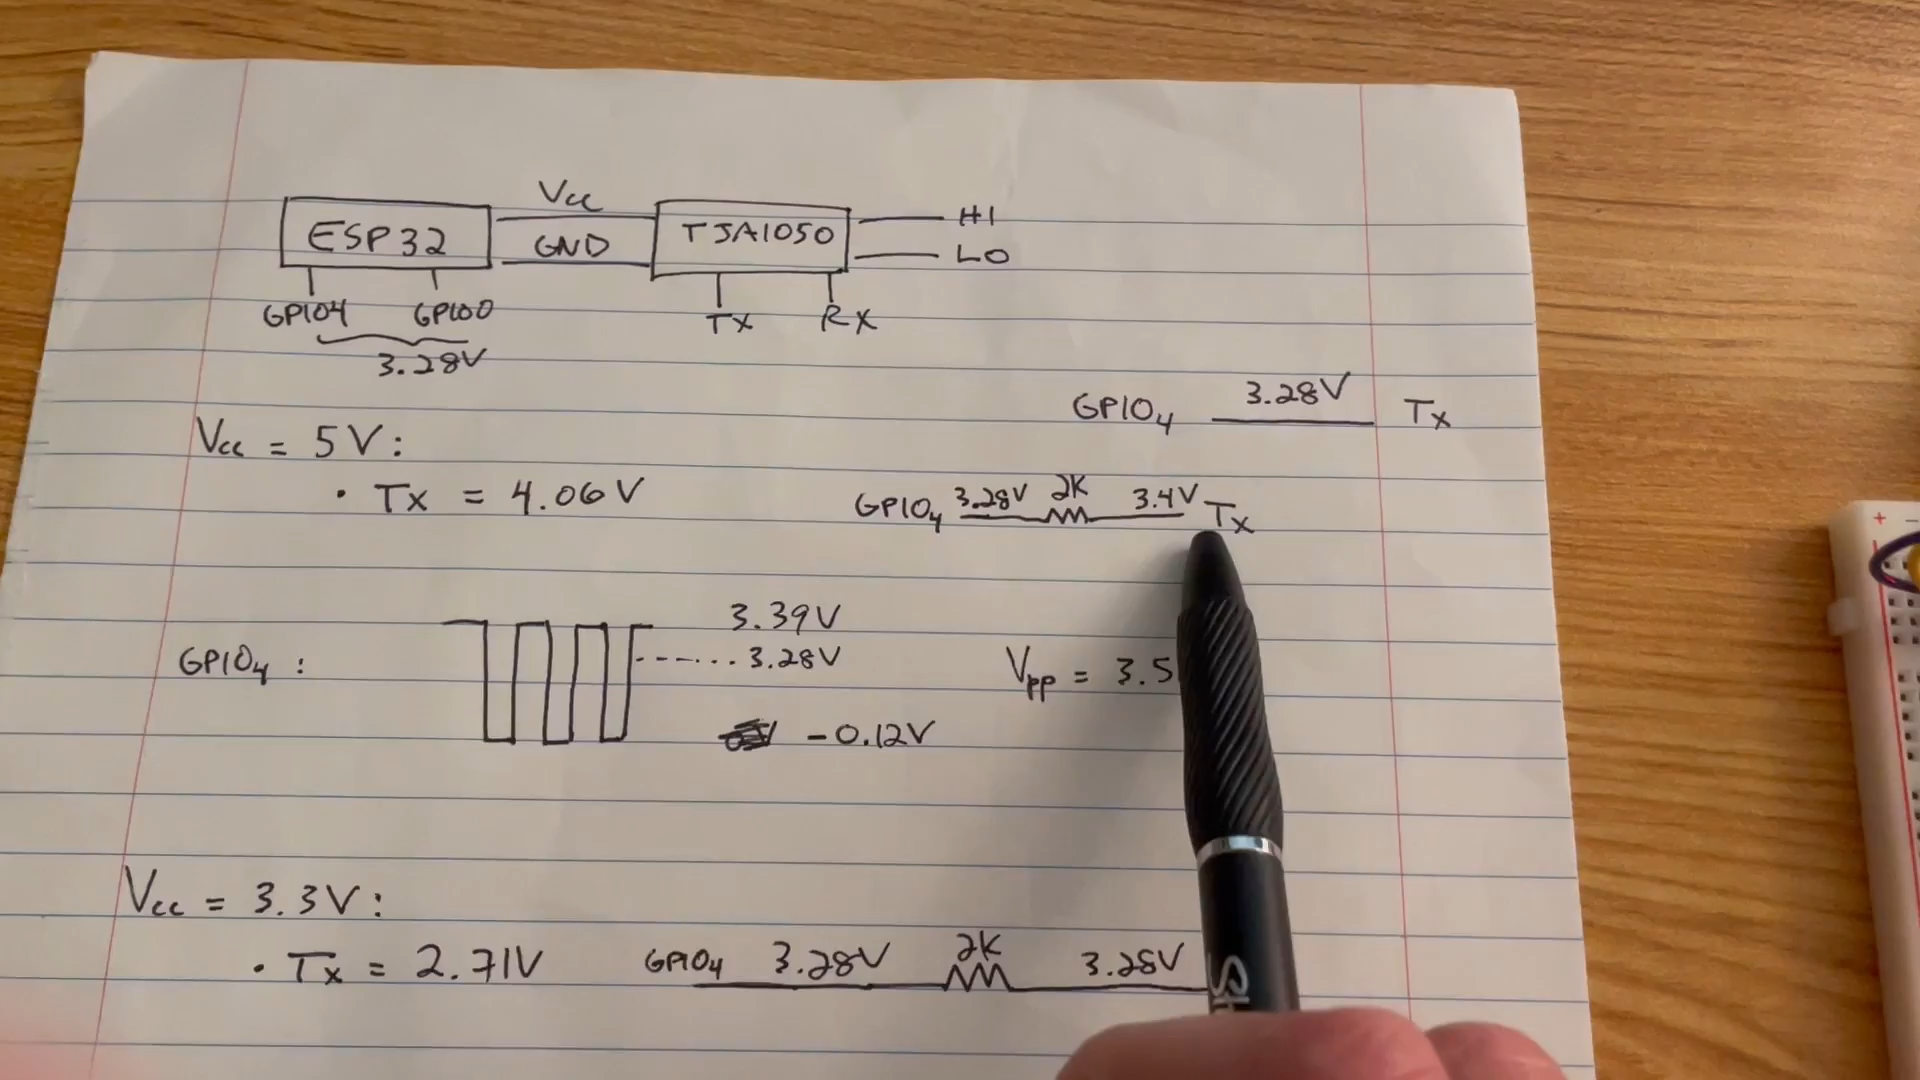 Vcc
ESP32 GND TJA1050 HI
LO
GPIO4 GPIO0 Tx Rx
3.28V
GPIO4 3.28V Tx
Vcc = 5V:
• Tx = 4.06V
GPIO4 3.28V 2K 3.4V Tx
GPIO4 :
3.39V
3.28V
-0.12V
Vpp = 3.5
Vcc = 3.3V:
• Tx = 2.71V
GPIO4 3.28V 2K 3.28V
+ -